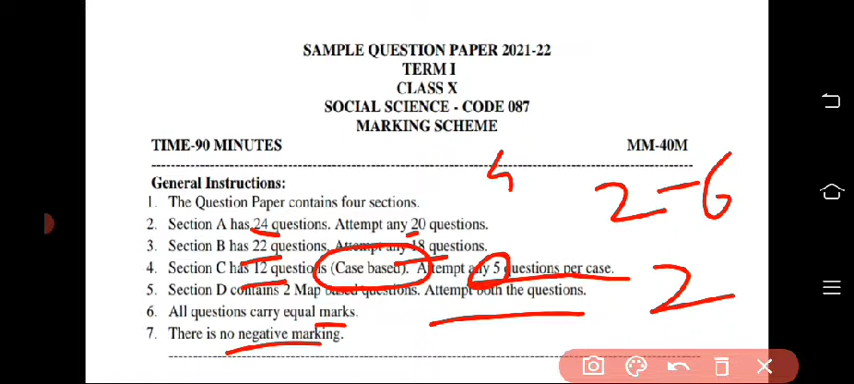 SAMPLE QUESTION PAPER 2021-22
TERM I
CLASS X
SOCIAL SCIENCE - CODE 087
MARKING SCHEME
TIME-90 MINUTES MM-40M
General Instructions:
1. The Question Paper contains four sections.
2. Section A has 24 questions. Attempt any 20 questions.
3. Section B has 22 questions. Attempt any 18 questions.
4. Section C has 12 questions (Case based). Attempt any 5 questions per case.
5. Section D contains 2 Map based questions. Attempt both the questions.
6. All questions carry equal marks.
7. There is no negative marking.
2-6
2